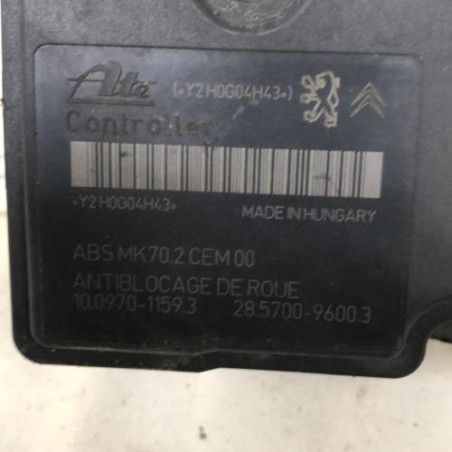 Ate (*Y2H0G04H43*)
Controller
*Y2H0G04H43* MADE IN HUNGARY
ABS MK70.2 CEM 00
ANTIBLOCAGE DE ROUE
10.0970-1159.3 28.5700-9600.3